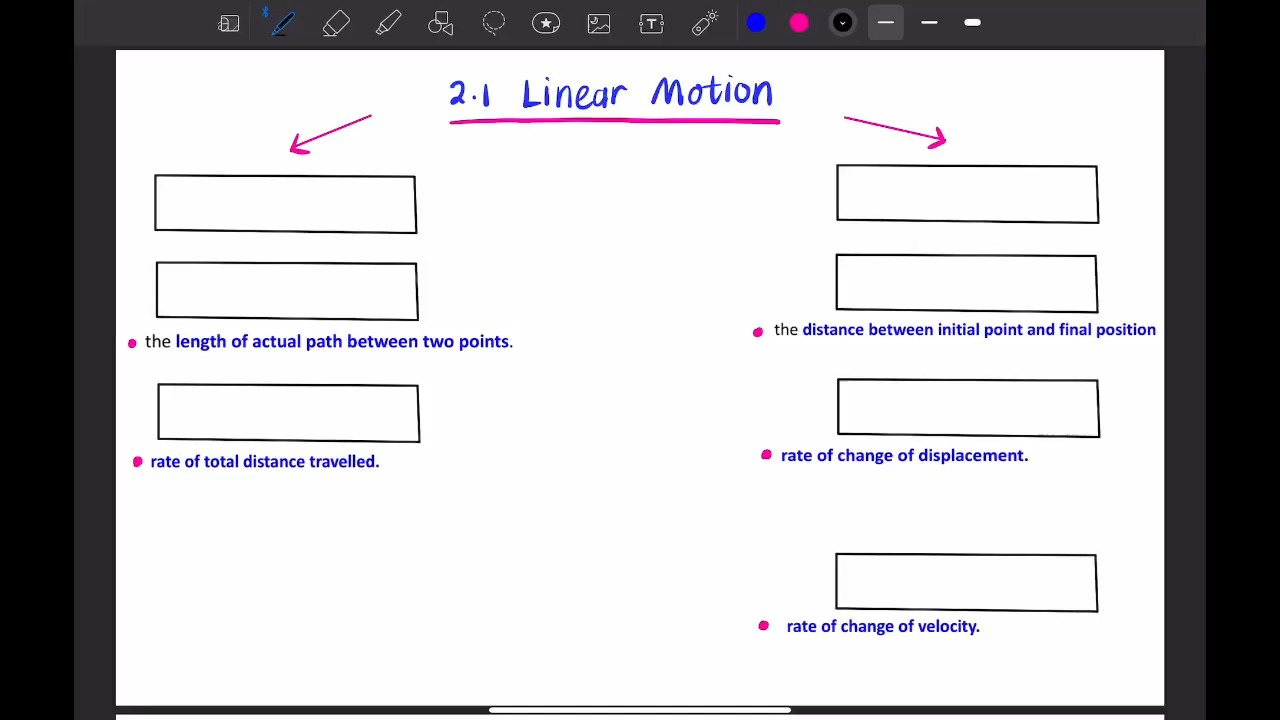 2.1 Linear Motion
the length of actual path between two points.
rate of total distance travelled.
the distance between initial point and final position
rate of change of displacement.
rate of change of velocity.